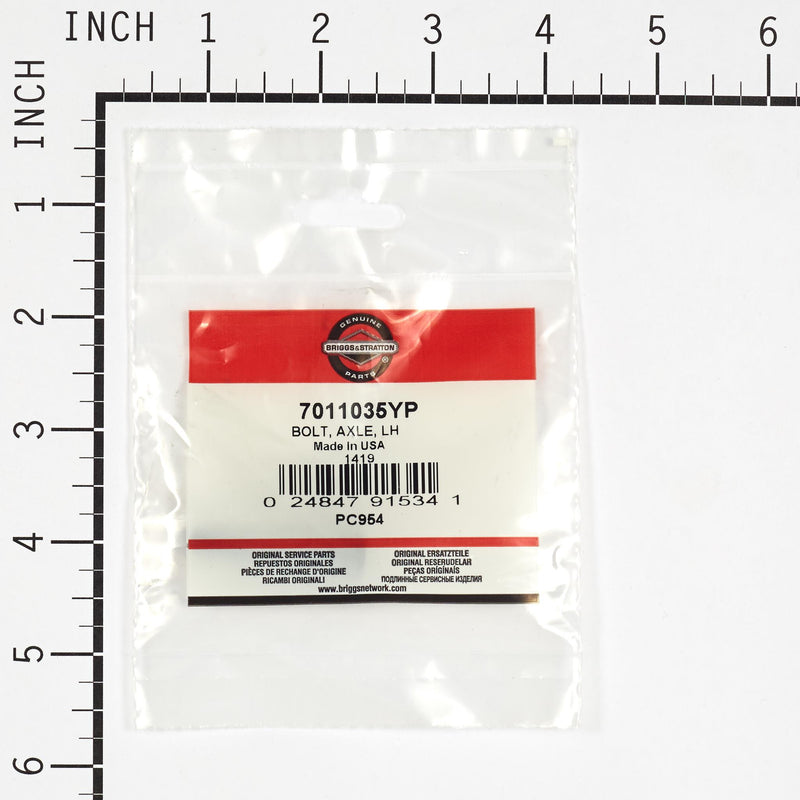 INCH 1 2 3 4 5 6
INCH
1
2
3
4
5
6
GENUINE
BRIGGS&STRATTON
®
PARTS
7011035YP
BOLT, AXLE, LH
Made in USA
1419
0 24847 91534 1
PC954
ORIGINAL SERVICE PARTS
REPUESTOS ORIGINALES
PIÈCES DE RECHANGE D'ORIGINE
RICAMBI ORIGINALI
ORIGINAL ERSATZTEILE
ORIGINAL RESERUDELAR
PEÇAS ORIGÍNAIS
ПОДЛИННЫЕ СЕРВИСНЫЕ ИЗДЕЛИЯ
www.briggsnetwork.com